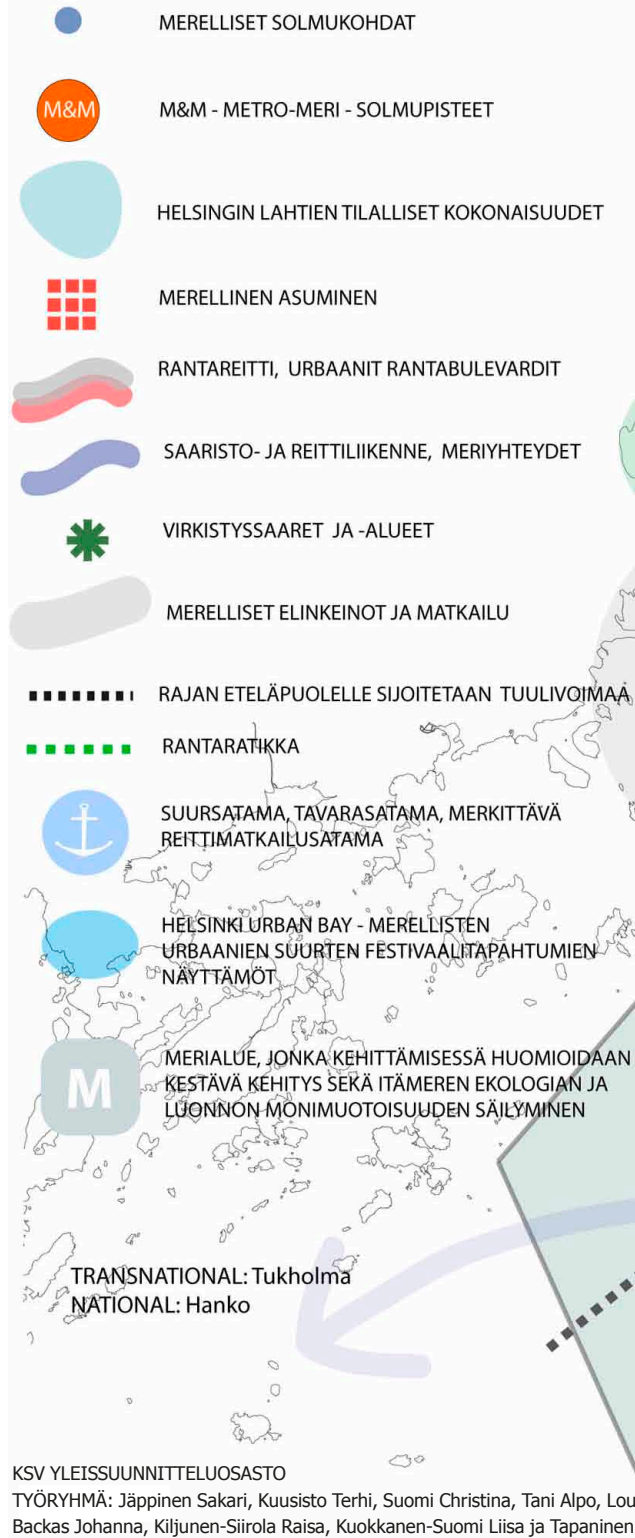 MERELLISET SOLMUKOHDAT
M&M
M&M - METRO-MERI - SOLMUPISTEET
HELSINGIN LAHTIEN TILALLISET KOKONAISUUDET
MERELLINEN ASUMINEN
RANTAREITTI, URBAANIT RANTABULEVARDIT
SAARISTO- JA REITTILIIKENNE, MERIYHTEYDET
VIRKISTYSSAARET JA -ALUEET
MERELLISET ELINKEINOT JA MATKAILU
RAJAN ETELÄPUOLELLE SIJOITETAAN TUULIVOIMAA
RANTARATIKKA
SUURSATAMA, TAVARASATAMA, MERKITTÄVÄ
REITTIMATKAILUSATAMA
HELSINKI URBAN BAY - MERELLISTEN
URBAANIEN SUURTEN FESTIVAALITAPAHTUMIEN
NÄYTTÄMÖT
M
MERIALUE, JONKA KEHITTÄMISESSÄ HUOMIOIDAAN
KESTÄVÄ KEHITYS SEKÄ ITÄMEREN EKOLOGIAN JA
LUONNON MONIMUOTOISUUDEN SÄILYMINEN
TRANSNATIONAL: Tukholma
NATIONAL: Hanko
KSV YLEISSUUNNITTELUOSASTO
TYÖRYHMÄ: Jäppinen Sakari, Kuusisto Terhi, Suomi Christina, Tani Alpo, Lou
Backas Johanna, Kiljunen-Siirola Raisa, Kuokkanen-Suomi Liisa ja Tapaninen